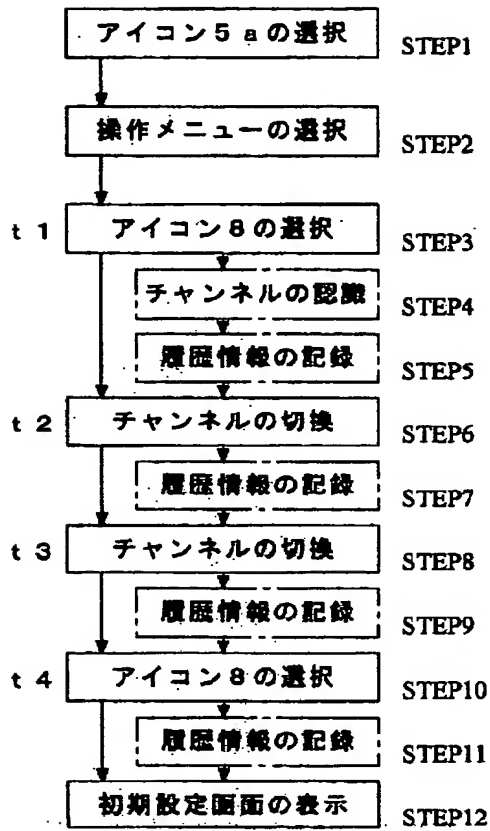 アイコン5aの選択 STEP1
操作メニューの選択 STEP2
t1 アイコン8の選択 STEP3
チャンネルの認識 STEP4
履歴情報の記録 STEP5
t2 チャンネルの切換 STEP6
履歴情報の記録 STEP7
t3 チャンネルの切換 STEP8
履歴情報の記録 STEP9
t4 アイコン8の選択 STEP10
履歴情報の記録 STEP11
初期設定画面の表示 STEP12